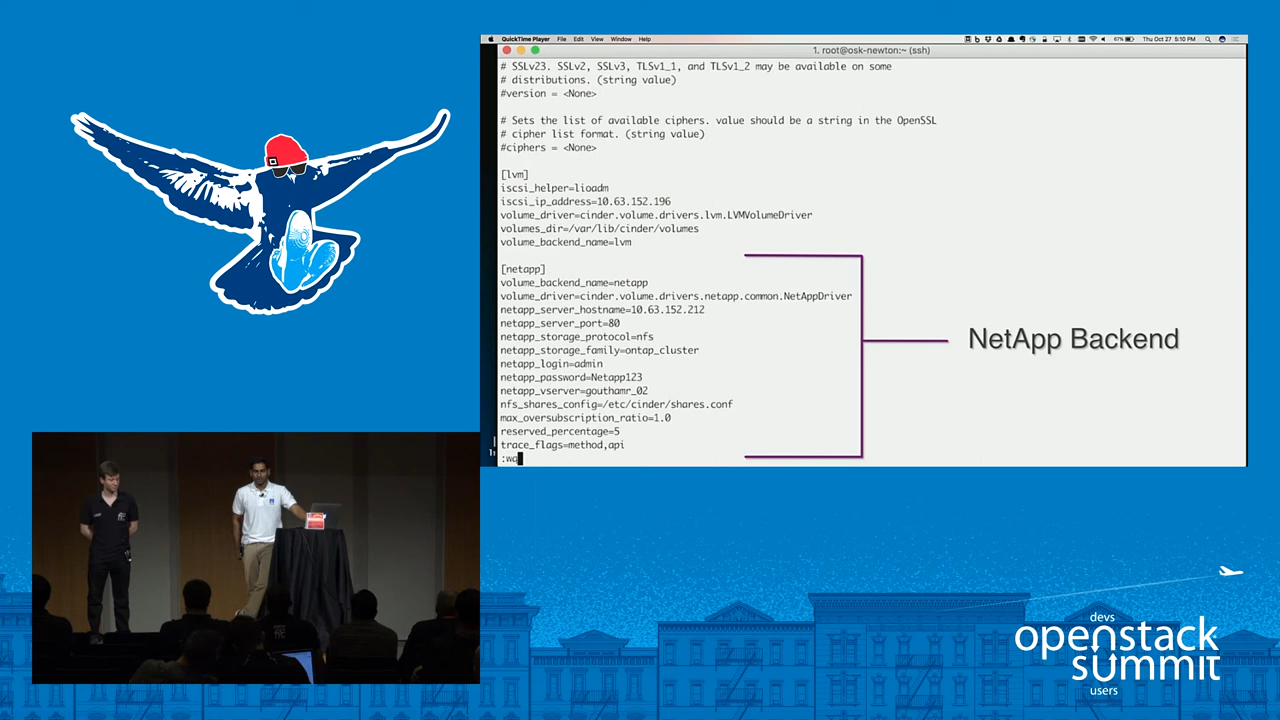 QuickTime Player File Edit View Window Help
67% Thu Oct 27 5:10 PM
1. root@osk-newton:~ (ssh)
# SSLv23. SSLv2, SSLv3, TLSv1_1, and TLSv1_2 may be available on some
# distributions. (string value)
#version = <None>
# Sets the list of available ciphers. value should be a string in the OpenSSL
# cipher list format. (string value)
#ciphers = <None>
[lvm]
iscsi_helper=lioadm
iscsi_ip_address=10.63.152.196
volume_driver=cinder.volume.drivers.lvm.LVMVolumeDriver
volumes_dir=/var/lib/cinder/volumes
volume_backend_name=lvm
[netapp]
volume_backend_name=netapp
volume_driver=cinder.volume.drivers.netapp.common.NetAppDriver
netapp_server_hostname=10.63.152.212
netapp_server_port=80
netapp_storage_protocol=nfs
netapp_storage_family=ontap_cluster
netapp_login=admin
netapp_password=Netapp123
netapp_vserver=gouthamr_02
nfs_shares_config=/etc/cinder/shares.conf
max_oversubscription_ratio=1.0
reserved_percentage=5
trace_flags=method,api
:wq
NetApp Backend
devs
openstack
summit
users